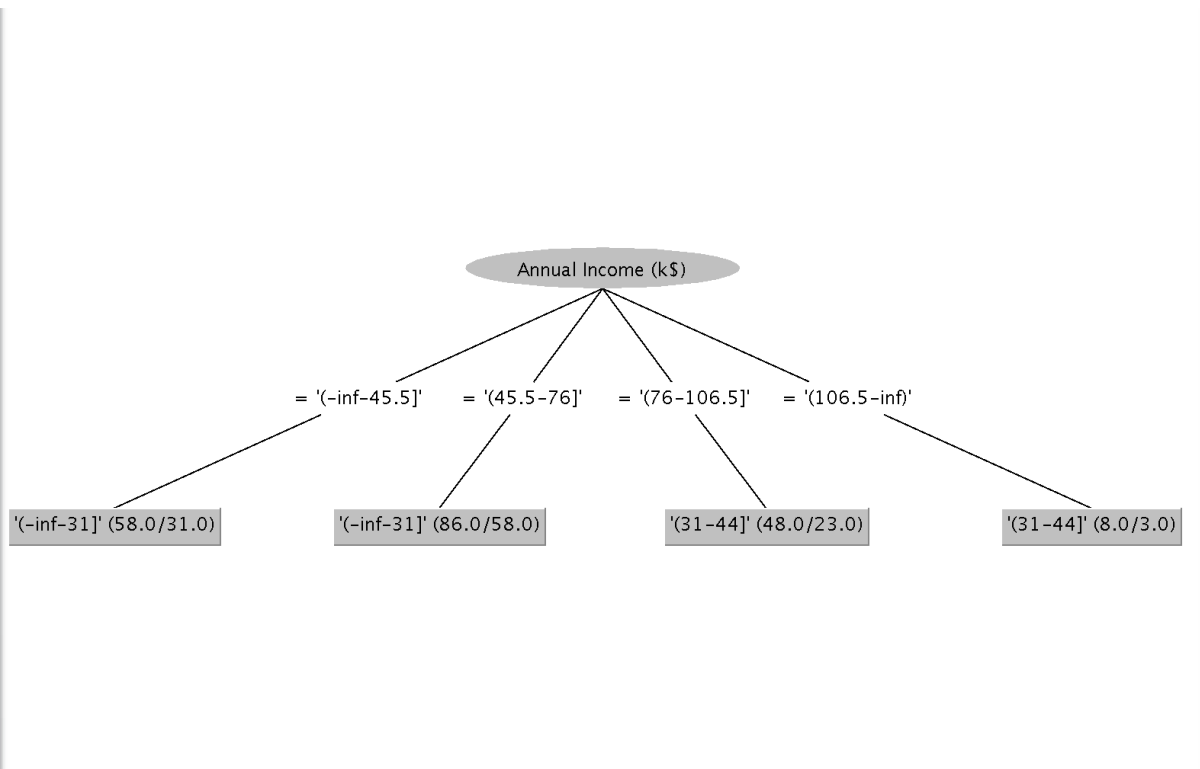 Annual Income (k$)
= '(-inf-45.5]'
= '(45.5-76]'
= '(76-106.5]'
= '(106.5-inf)'
'(-inf-31]' (58.0/31.0)
'(-inf-31]' (86.0/58.0)
'(31-44]' (48.0/23.0)
'(31-44]' (8.0/3.0)